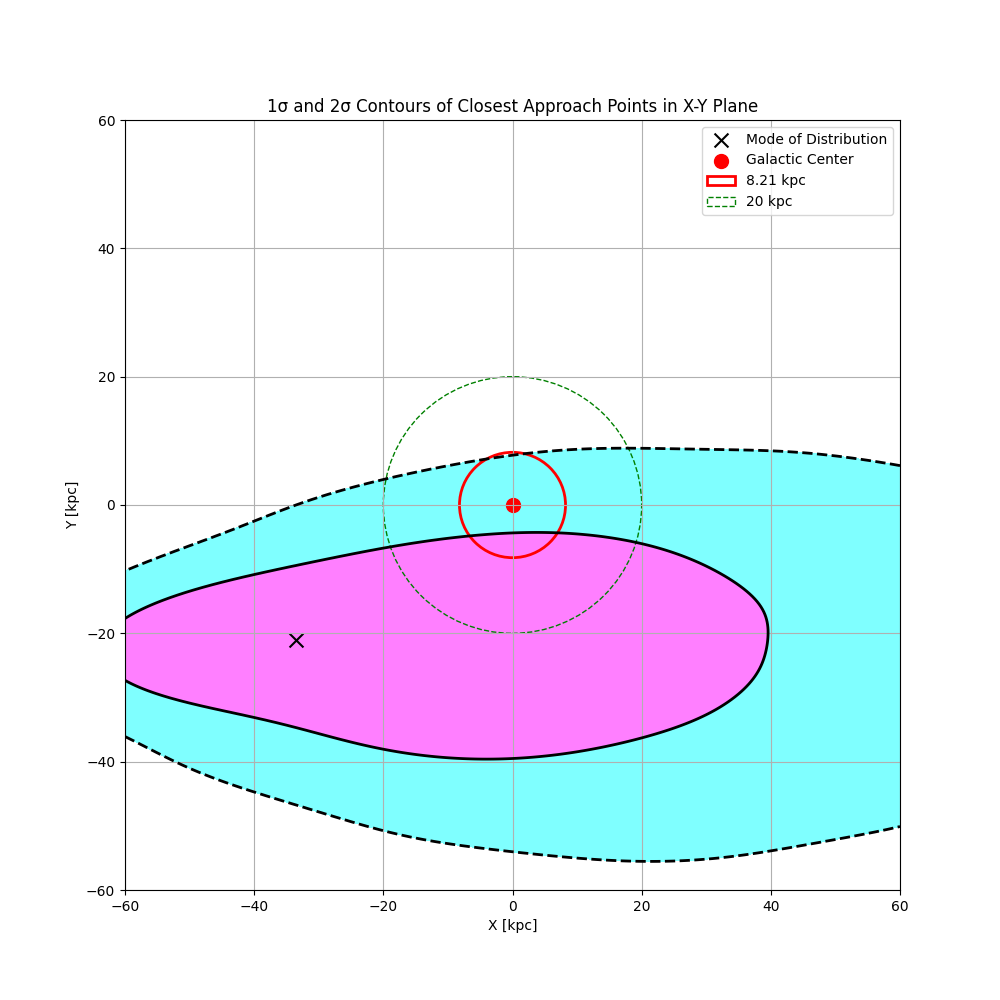 1σ and 2σ Contours of Closest Approach Points in X-Y Plane
Mode of Distribution
Galactic Center
8.21 kpc
20 kpc
60
40
20
0
−20
−40
−60
Y [kpc]
−60
−40
−20
0
20
40
60
X [kpc]